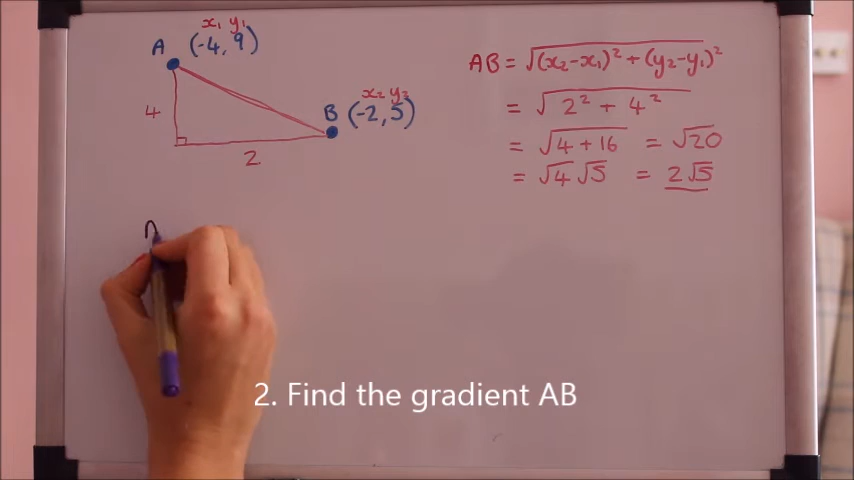 x₁ y₁
A (-4, 9)
4
x₂ y₂
B (-2, 5)
2
AB = √(x₂-x₁)² + (y₂-y₁)²
= √2² + 4²
= √4 + 16 = √20
= √4 √5 = 2√5
2. Find the gradient AB